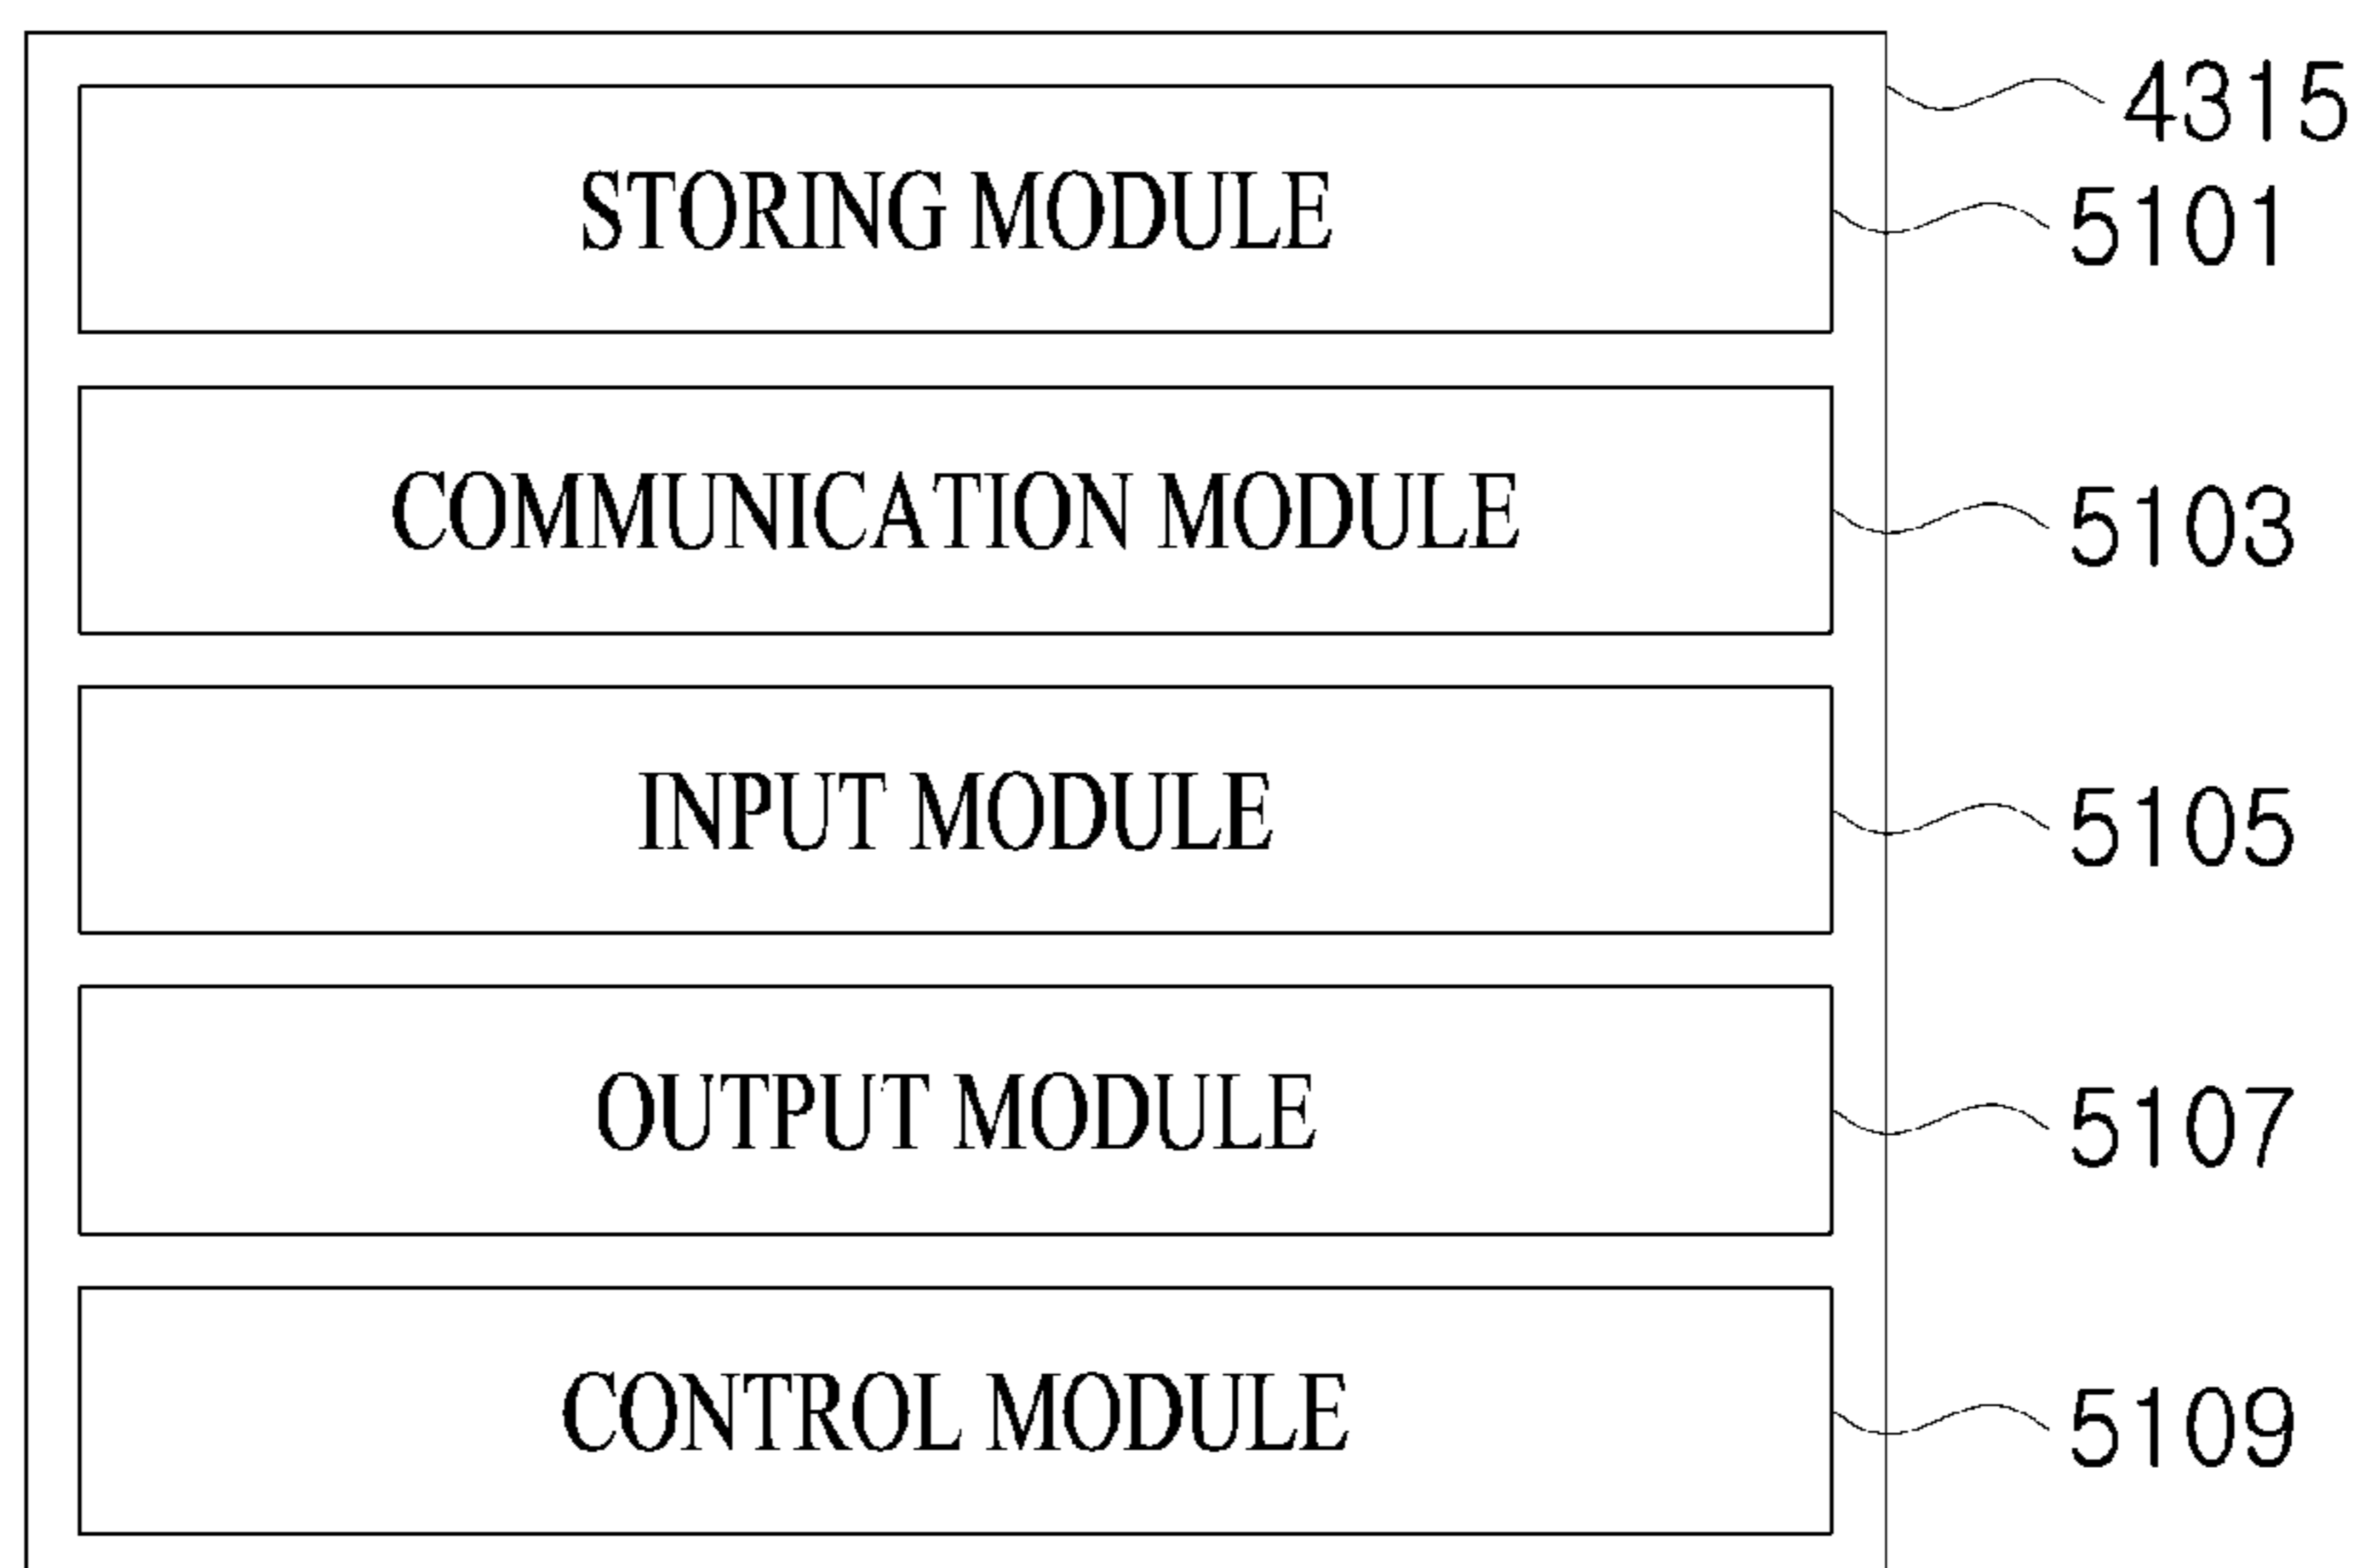 4315
STORING MODULE 5101
COMMUNICATION MODULE 5103
INPUT MODULE 5105
OUTPUT MODULE 5107
CONTROL MODULE 5109